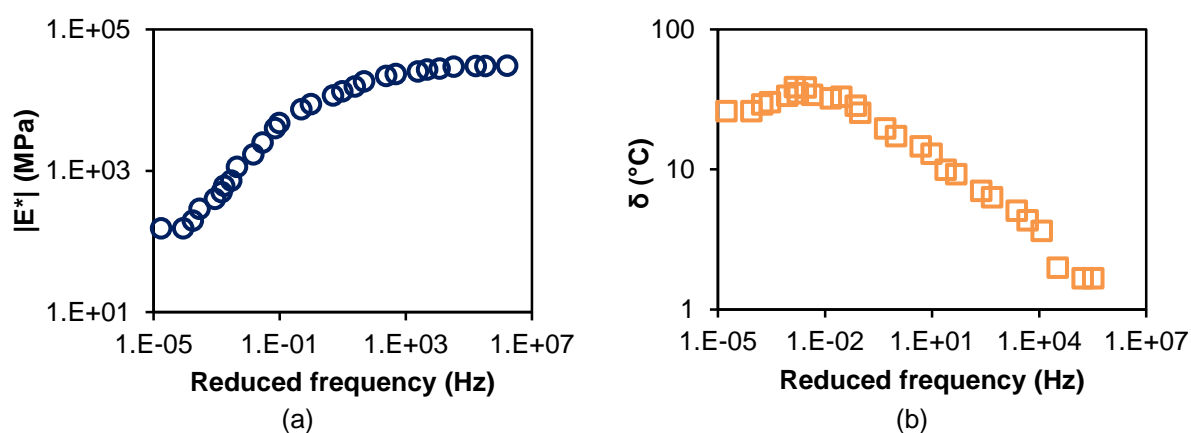 1.E+05
1.E+03
1.E+01
|E*| (MPa)
1.E-05
1.E-01
1.E+03
1.E+07
Reduced frequency (Hz)
(a)
100
10
1
δ (°C)
1.E-05
1.E-02
1.E+01
1.E+04
1.E+07
Reduced frequency (Hz)
(b)